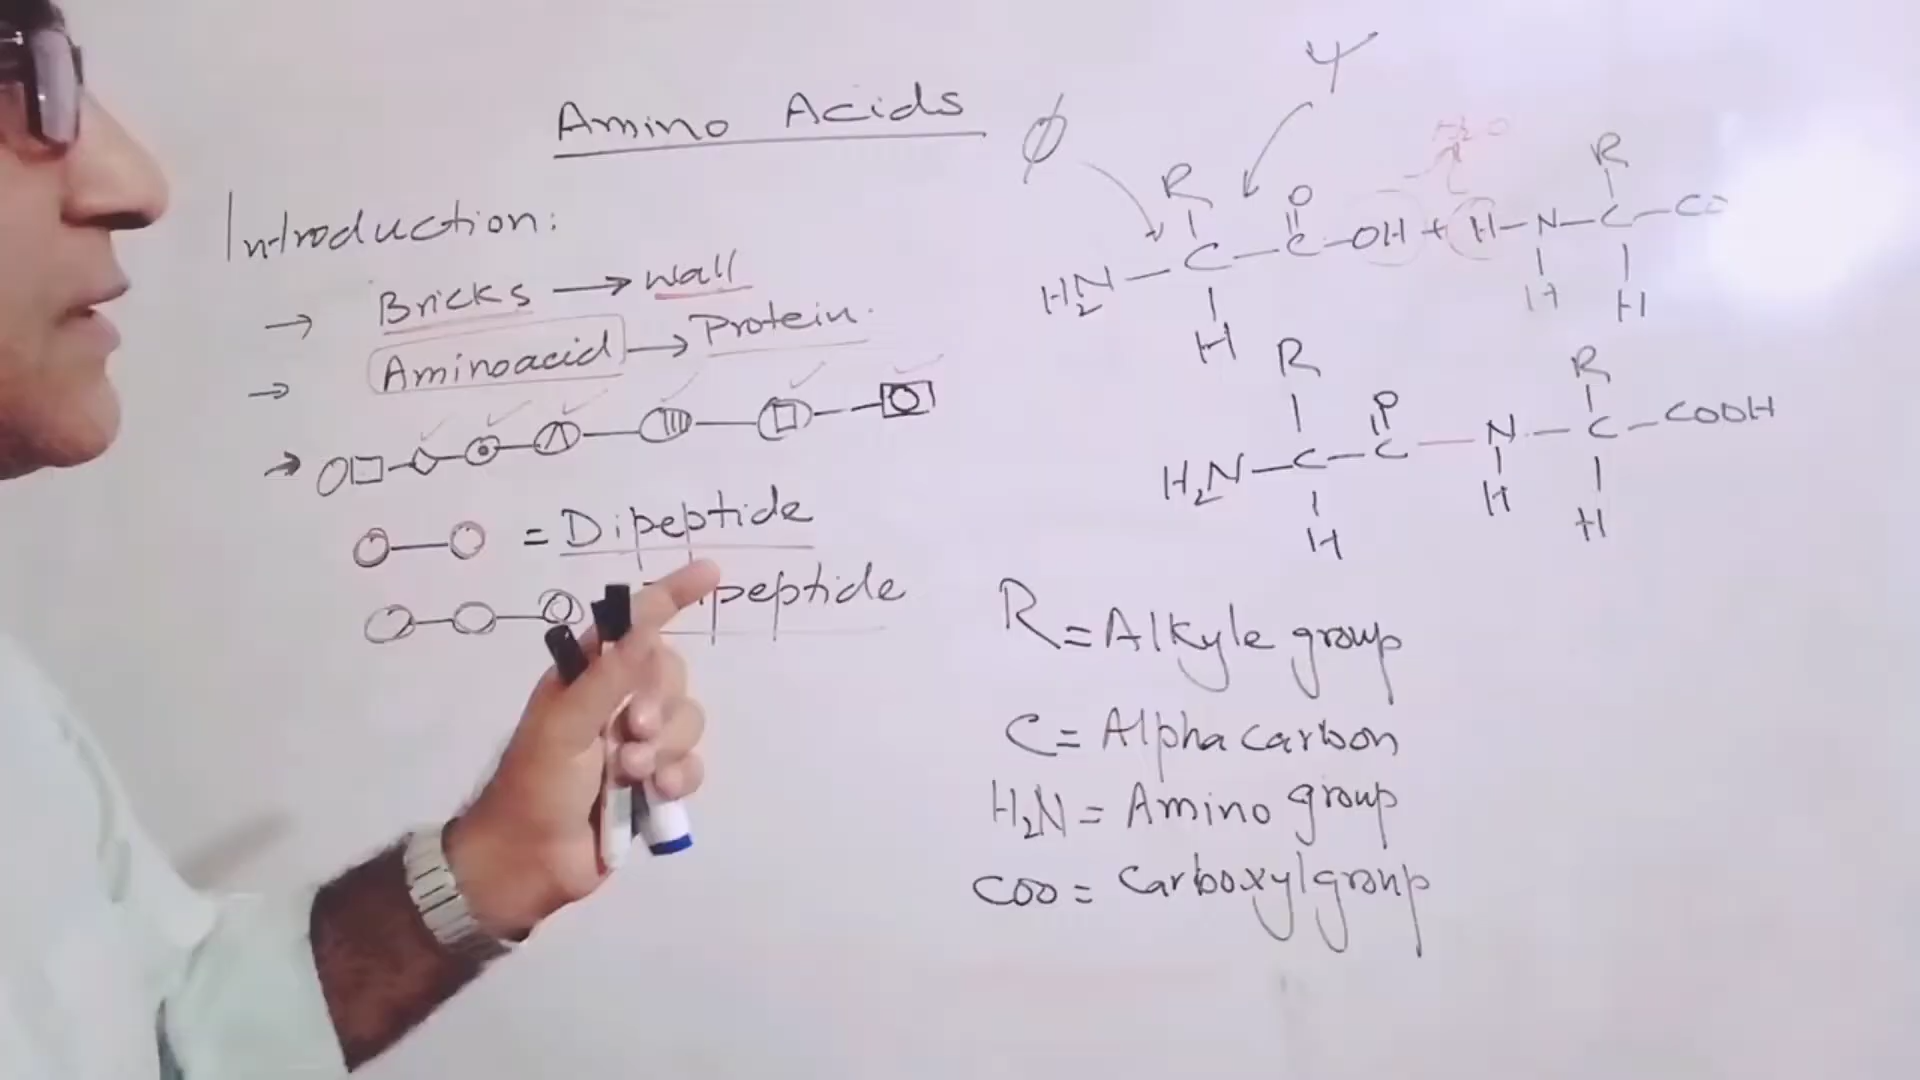 Amino Acids
Introduction:
→ Bricks → Wall
→ Aminoacid → Protein.
= Dipeptide
peptide
ϕ
ψ
H2O
R O R
H2N — C — C — OH + H — N — C — CO
H H H
R O R
H2N — C — C — N — C — COOH
H H H
R = Alkyle group
C = Alpha carbon
H2N = Amino group
COO = Carboxyl group